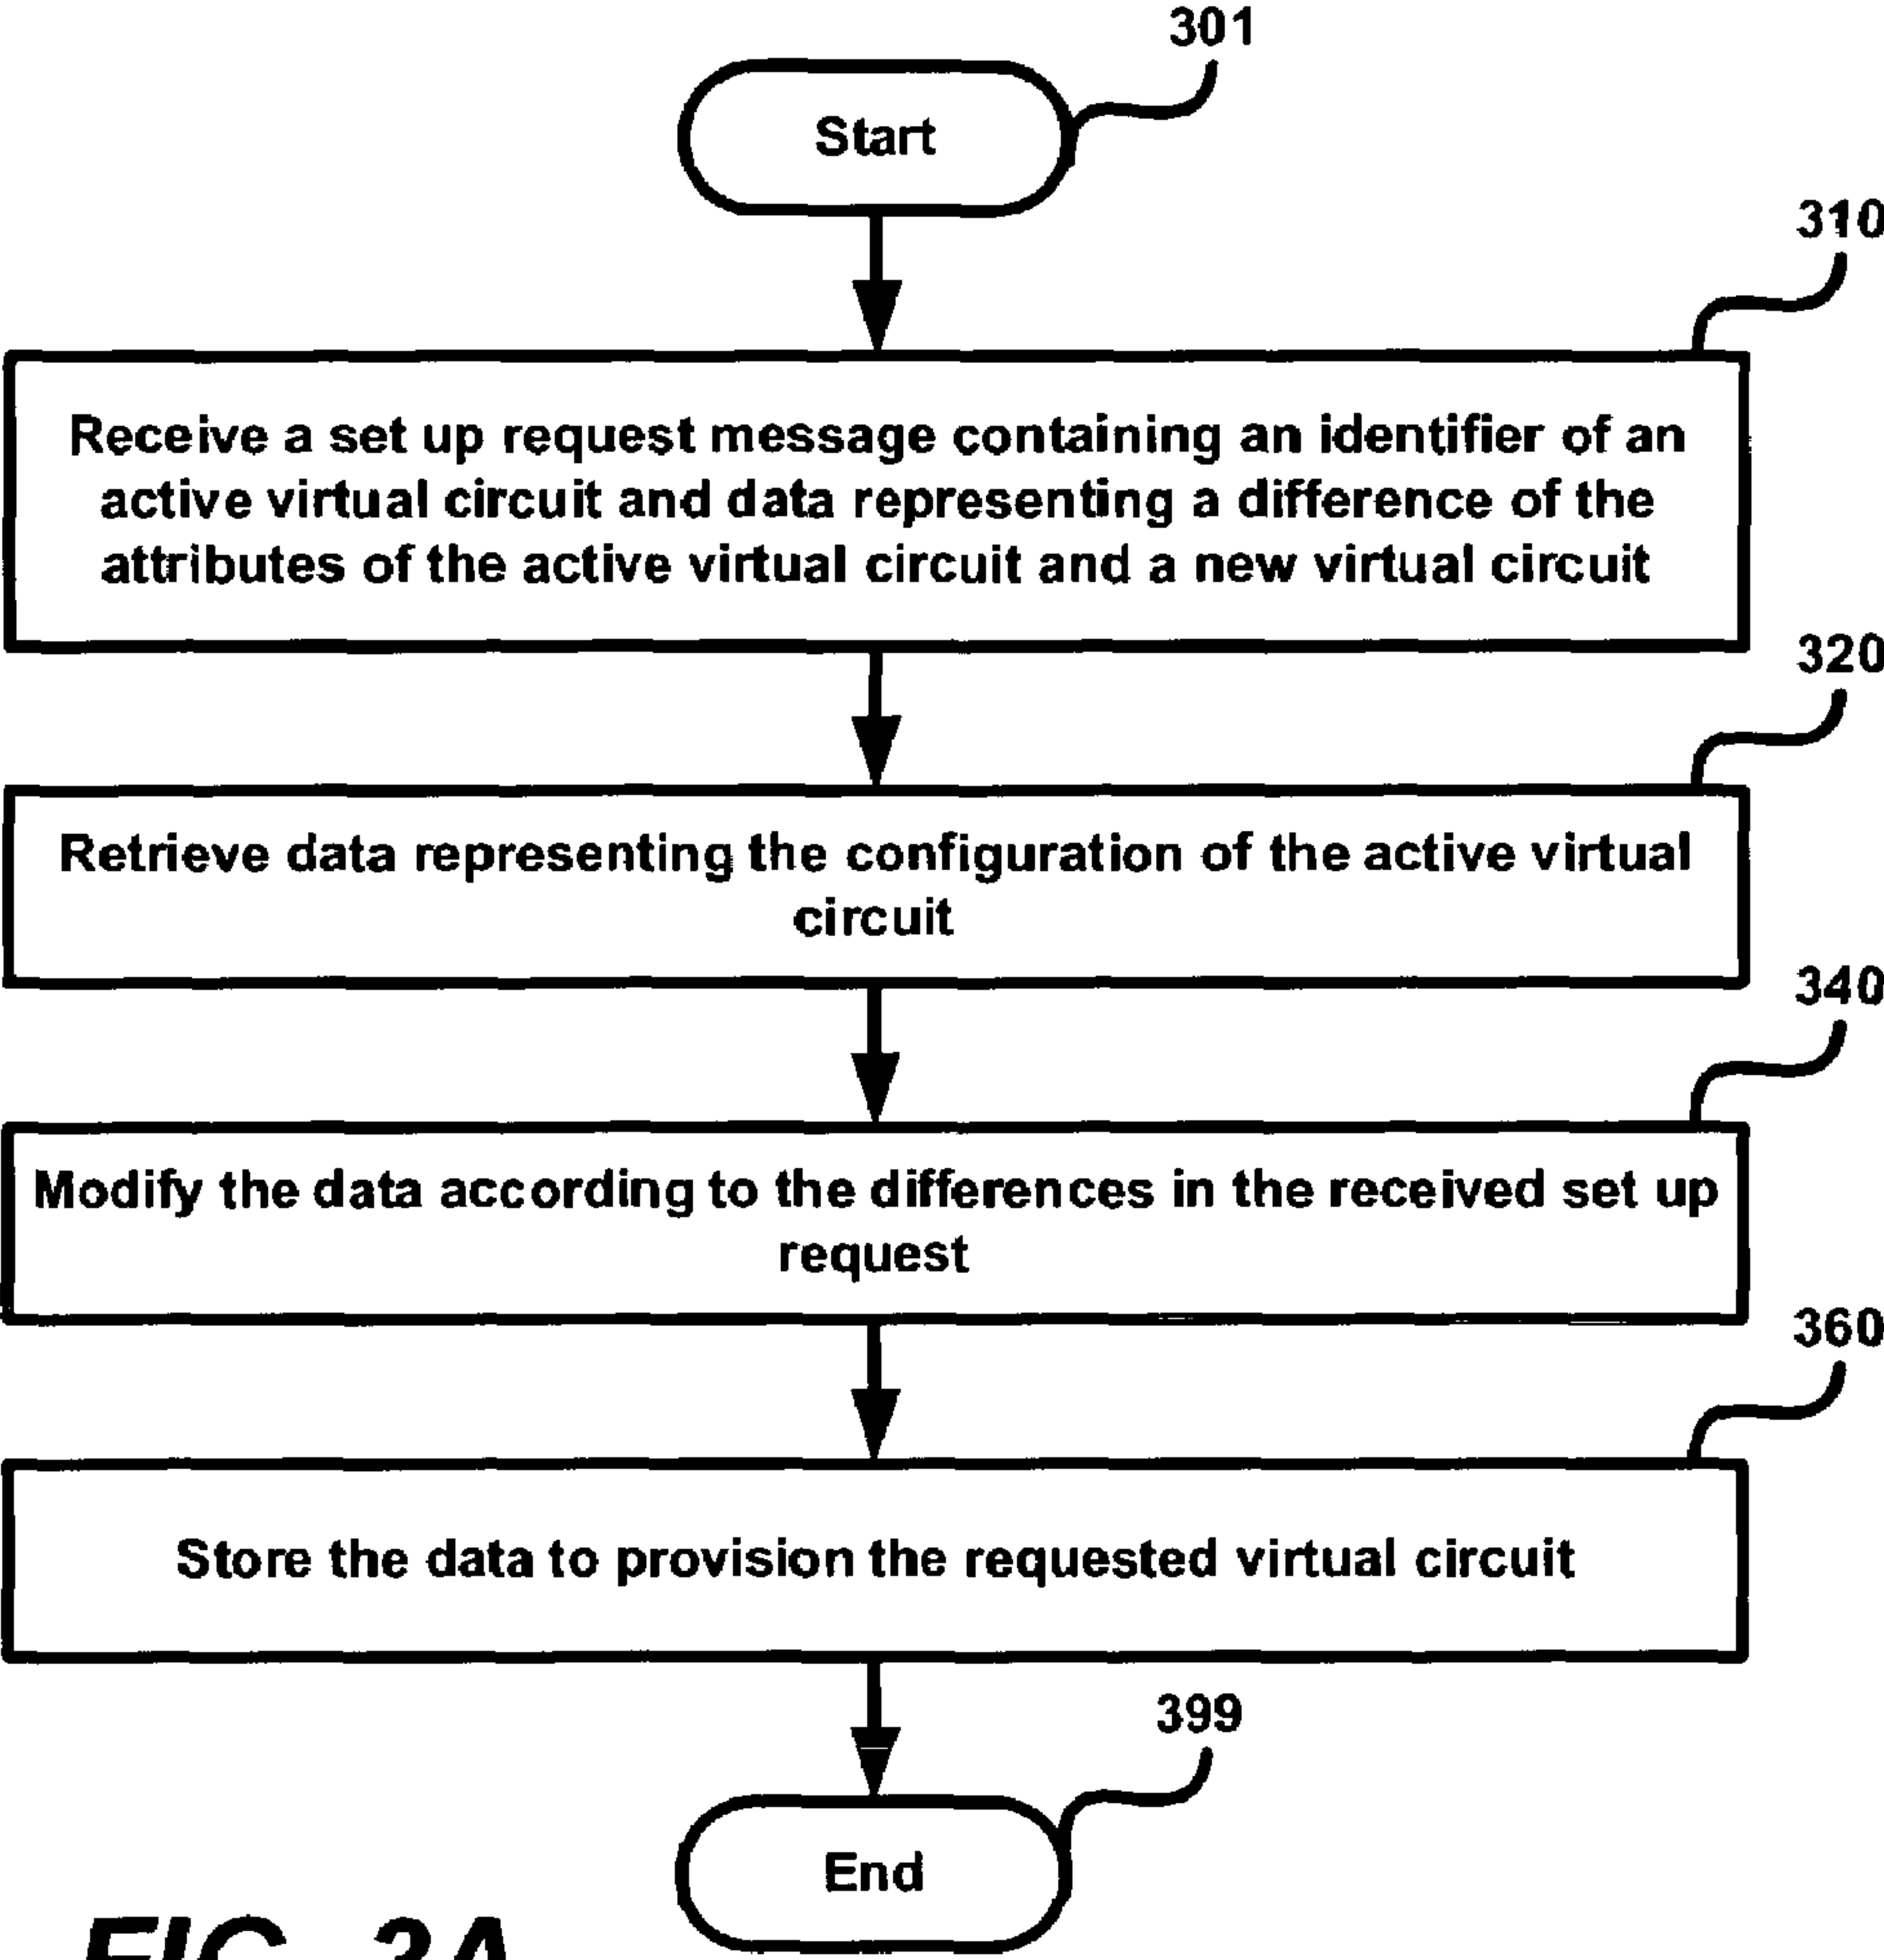 301
Start
310
Receive a set up request message containing an identifier of an
active virtual circuit and data representing a difference of the
attributes of the active virtual circuit and a new virtual circuit
320
Retrieve data representing the configuration of the active virtual
circuit
340
Modify the data according to the differences in the received set up
request
360
Store the data to provision the requested virtual circuit
399
End